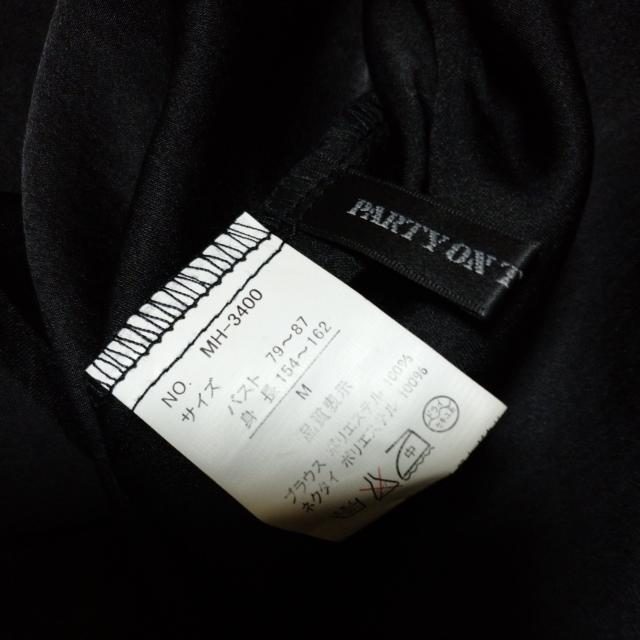 PARTY ON T
NO. MH-3400
サイズ
バスト 79～87
身 長 154～162
M
品質表示
ブラウス ポリエステル 100%
ネクタイ ポリエステル 100%
中